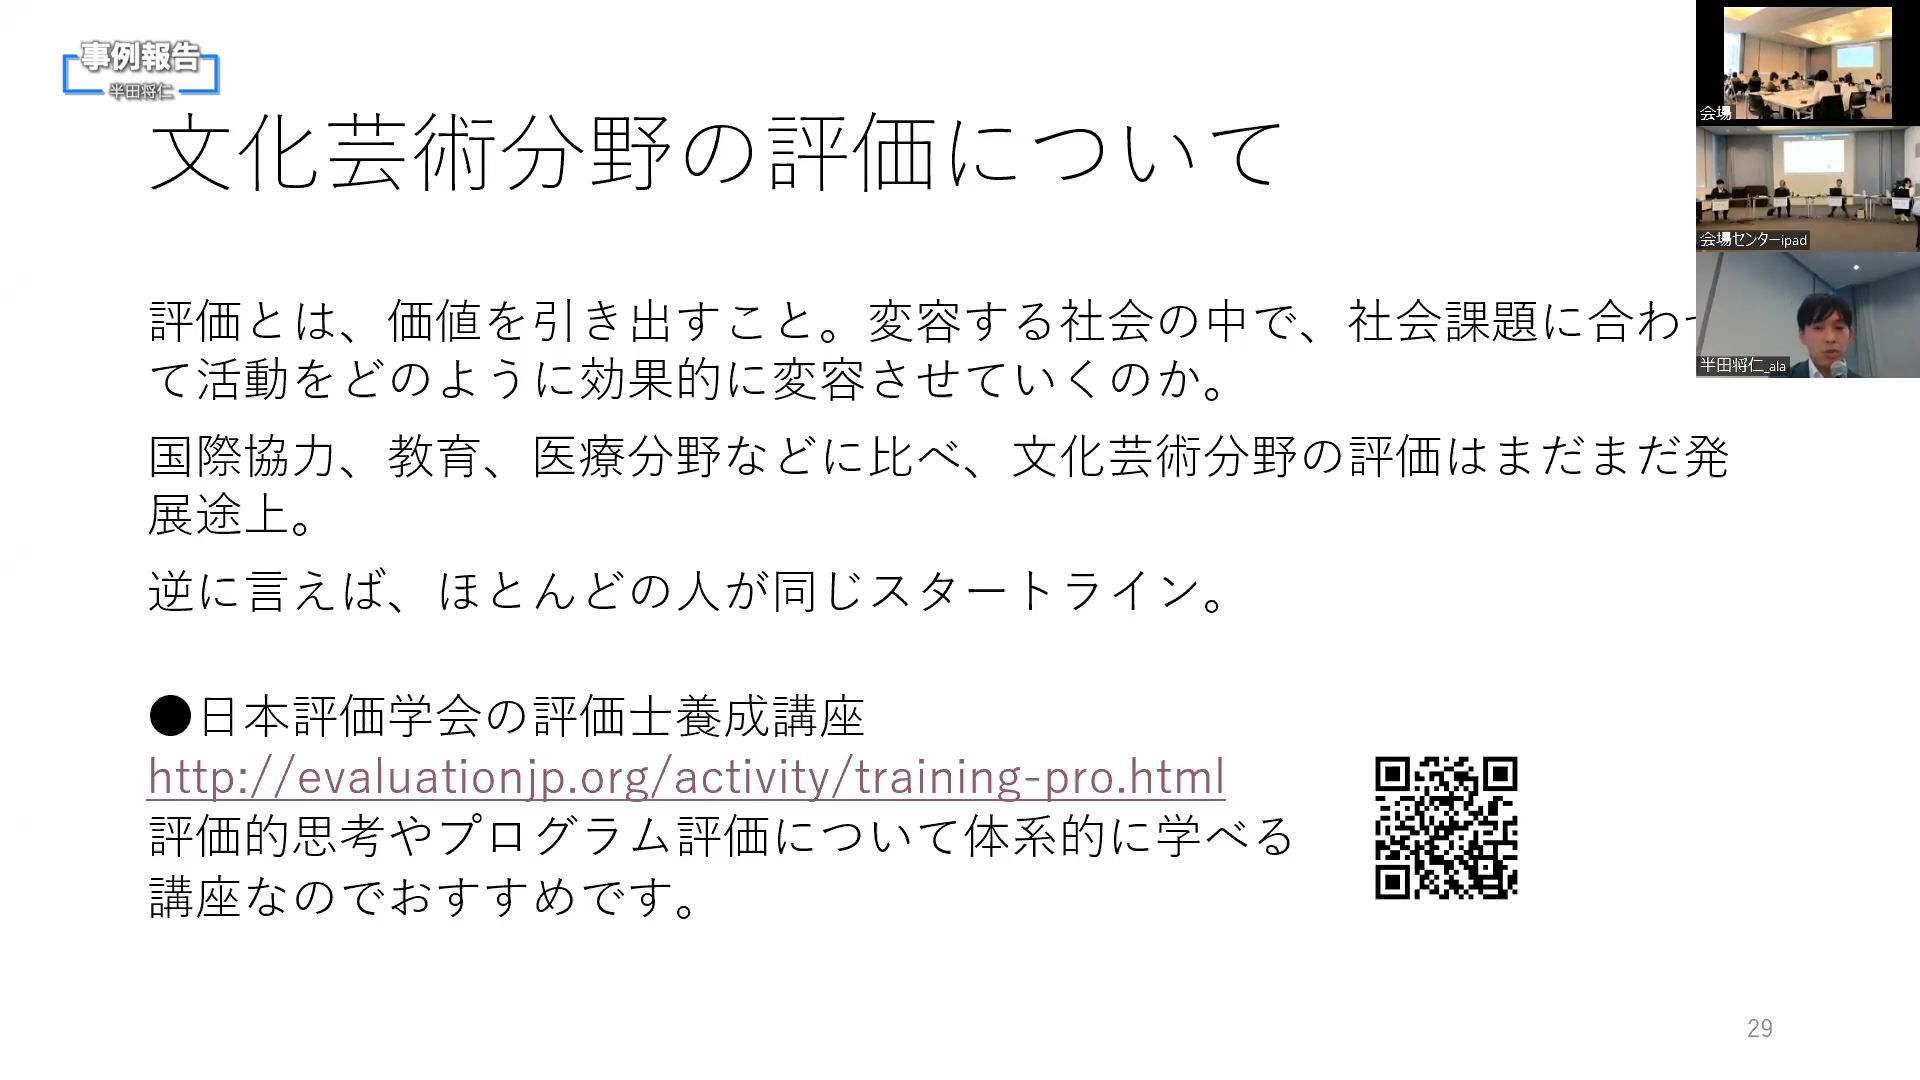 事例報告
半田将仁
文化芸術分野の評価について
評価とは、価値を引き出すこと。変容する社会の中で、社会課題に合わ
て活動をどのように効果的に変容させていくのか。
国際協力、教育、医療分野などに比べ、文化芸術分野の評価はまだまだ発
展途上。
逆に言えば、ほとんどの人が同じスタートライン。
●日本評価学会の評価士養成講座
http://evaluationjp.org/activity/training-pro.html
評価的思考やプログラム評価について体系的に学べる
講座なのでおすすめです。
29
会場
会場センターipad
半田将仁_ala